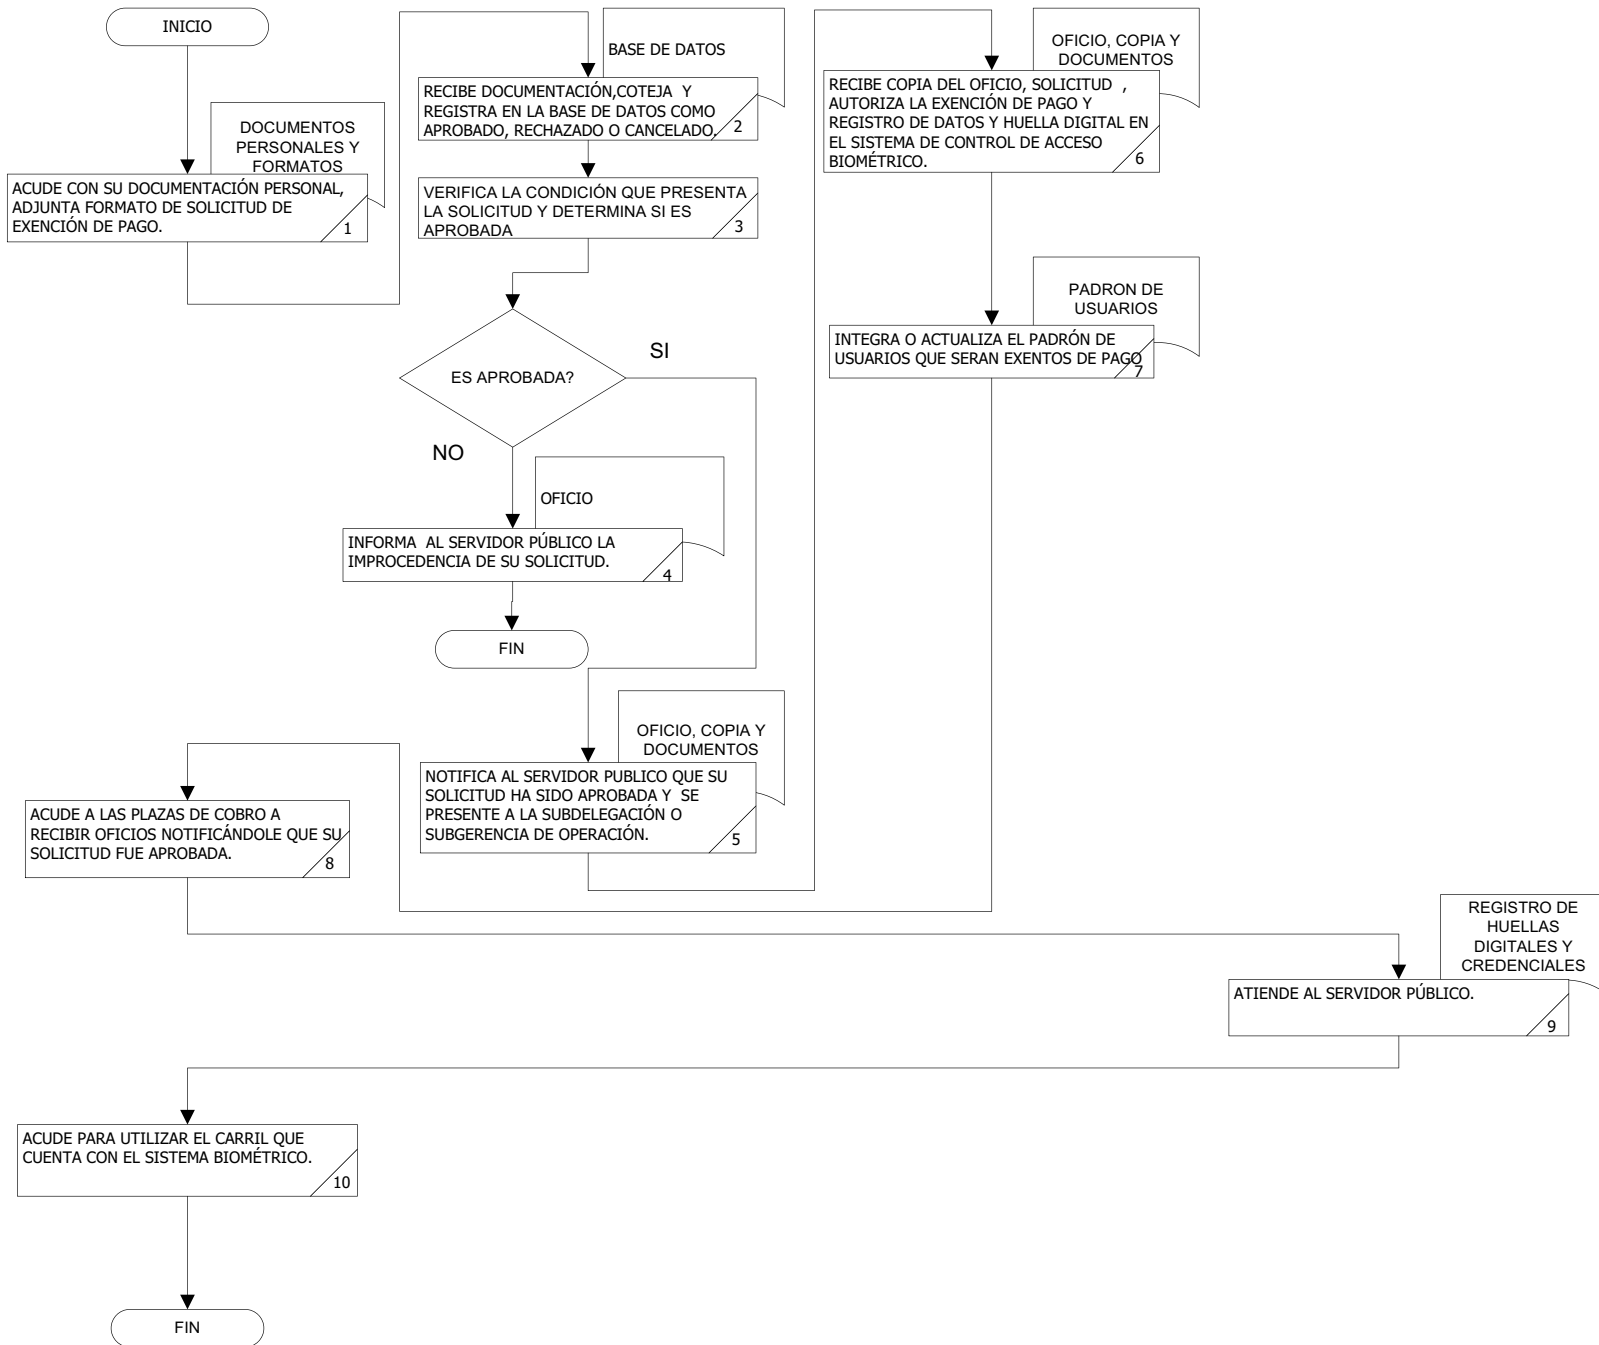 INICIO
DOCUMENTOS
PERSONALES Y
FORMATOS
ACUDE CON SU DOCUMENTACIÓN PERSONAL,
ADJUNTA FORMATO DE SOLICITUD DE
EXENCIÓN DE PAGO.
1
BASE DE DATOS
RECIBE DOCUMENTACIÓN,COTEJA Y
REGISTRA EN LA BASE DE DATOS COMO
APROBADO, RECHAZADO O CANCELADO.
2
VERIFICA LA CONDICIÓN QUE PRESENTA
LA SOLICITUD Y DETERMINA SI ES
APROBADA
3
ES APROBADA?
SI
NO
OFICIO
INFORMA AL SERVIDOR PÚBLICO LA
IMPROCEDENCIA DE SU SOLICITUD.
4
FIN
OFICIO, COPIA Y
DOCUMENTOS
NOTIFICA AL SERVIDOR PUBLICO QUE SU
SOLICITUD HA SIDO APROBADA Y SE
PRESENTE A LA SUBDELEGACIÓN O
SUBGERENCIA DE OPERACIÓN.
5
OFICIO, COPIA Y
DOCUMENTOS
RECIBE COPIA DEL OFICIO, SOLICITUD ,
AUTORIZA LA EXENCIÓN DE PAGO Y
REGISTRO DE DATOS Y HUELLA DIGITAL EN
EL SISTEMA DE CONTROL DE ACCESO
BIOMÉTRICO.
6
PADRON DE
USUARIOS
INTEGRA O ACTUALIZA EL PADRÓN DE
USUARIOS QUE SERAN EXENTOS DE PAGO
7
ACUDE A LAS PLAZAS DE COBRO A
RECIBIR OFICIOS NOTIFICÁNDOLE QUE SU
SOLICITUD FUE APROBADA.
8
REGISTRO DE
HUELLAS
DIGITALES Y
CREDENCIALES
ATIENDE AL SERVIDOR PÚBLICO.
9
ACUDE PARA UTILIZAR EL CARRIL QUE
CUENTA CON EL SISTEMA BIOMÉTRICO.
10
FIN